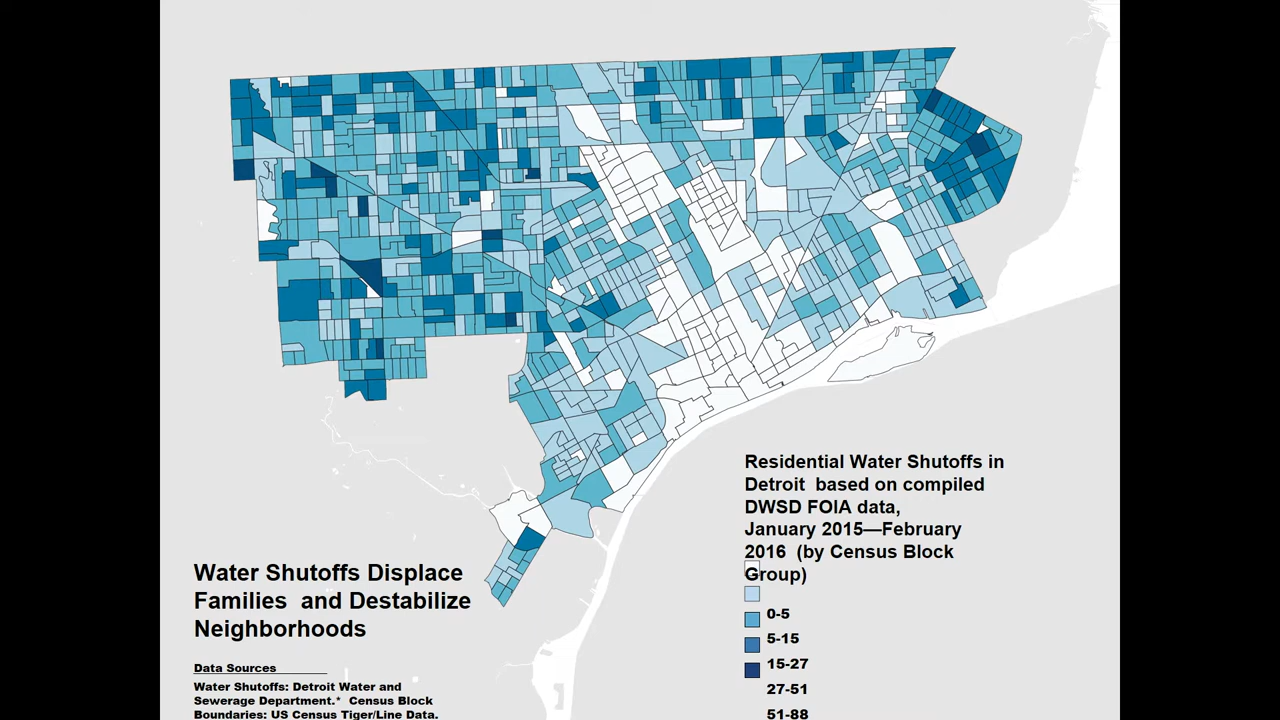 Residential Water Shutoffs in
Detroit based on compiled
DWSD FOIA data,
January 2015—February
2016 (by Census Block
Group)
0-5
5-15
15-27
27-51
51-88
Water Shutoffs Displace
Families and Destabilize
Neighborhoods
Data Sources
Water Shutoffs: Detroit Water and
Sewerage Department.* Census Block
Boundaries: US Census Tiger/Line Data.